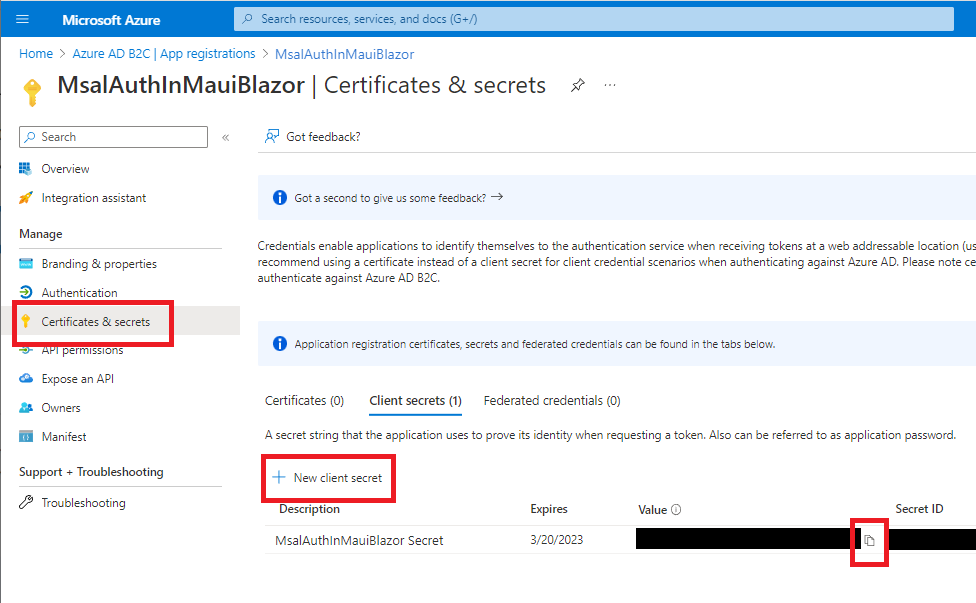 Microsoft Azure
Search resources, services, and docs (G+/)
Home > Azure AD B2C | App registrations > MsalAuthInMauiBlazor
MsalAuthInMauiBlazor | Certificates & secrets
Search
Got feedback?
Overview
Integration assistant
Got a second to give us some feedback?
Manage
Branding & properties
Authentication
Certificates & secrets
API permissions
Expose an API
Owners
Manifest
Support + Troubleshooting
Troubleshooting
Credentials enable applications to identify themselves to the authentication service when receiving tokens at a web addressable location (us
recommend using a certificate instead of a client secret for client credential scenarios when authenticating against Azure AD. Please note ce
authenticate against Azure AD B2C.
Application registration certificates, secrets and federated credentials can be found in the tabs below.
Certificates (0) Client secrets (1) Federated credentials (0)
A secret string that the application uses to prove its identity when requesting a token. Also can be referred to as application password.
New client secret
Description Expires Value Secret ID
MsalAuthInMauiBlazor Secret 3/20/2023